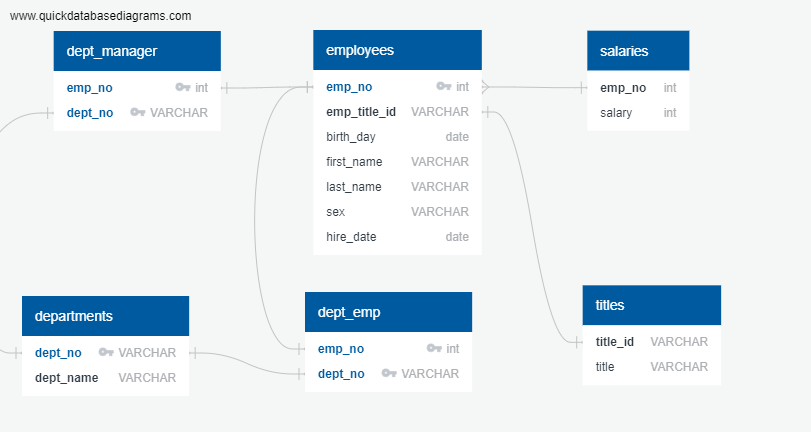 www.quickdatabasediagrams.com
dept_manager
emp_no int
dept_no VARCHAR
employees
emp_no int
emp_title_id VARCHAR
birth_day date
first_name VARCHAR
last_name VARCHAR
sex VARCHAR
hire_date date
salaries
emp_no int
salary int
departments
dept_no VARCHAR
dept_name VARCHAR
dept_emp
emp_no int
dept_no VARCHAR
titles
title_id VARCHAR
title VARCHAR